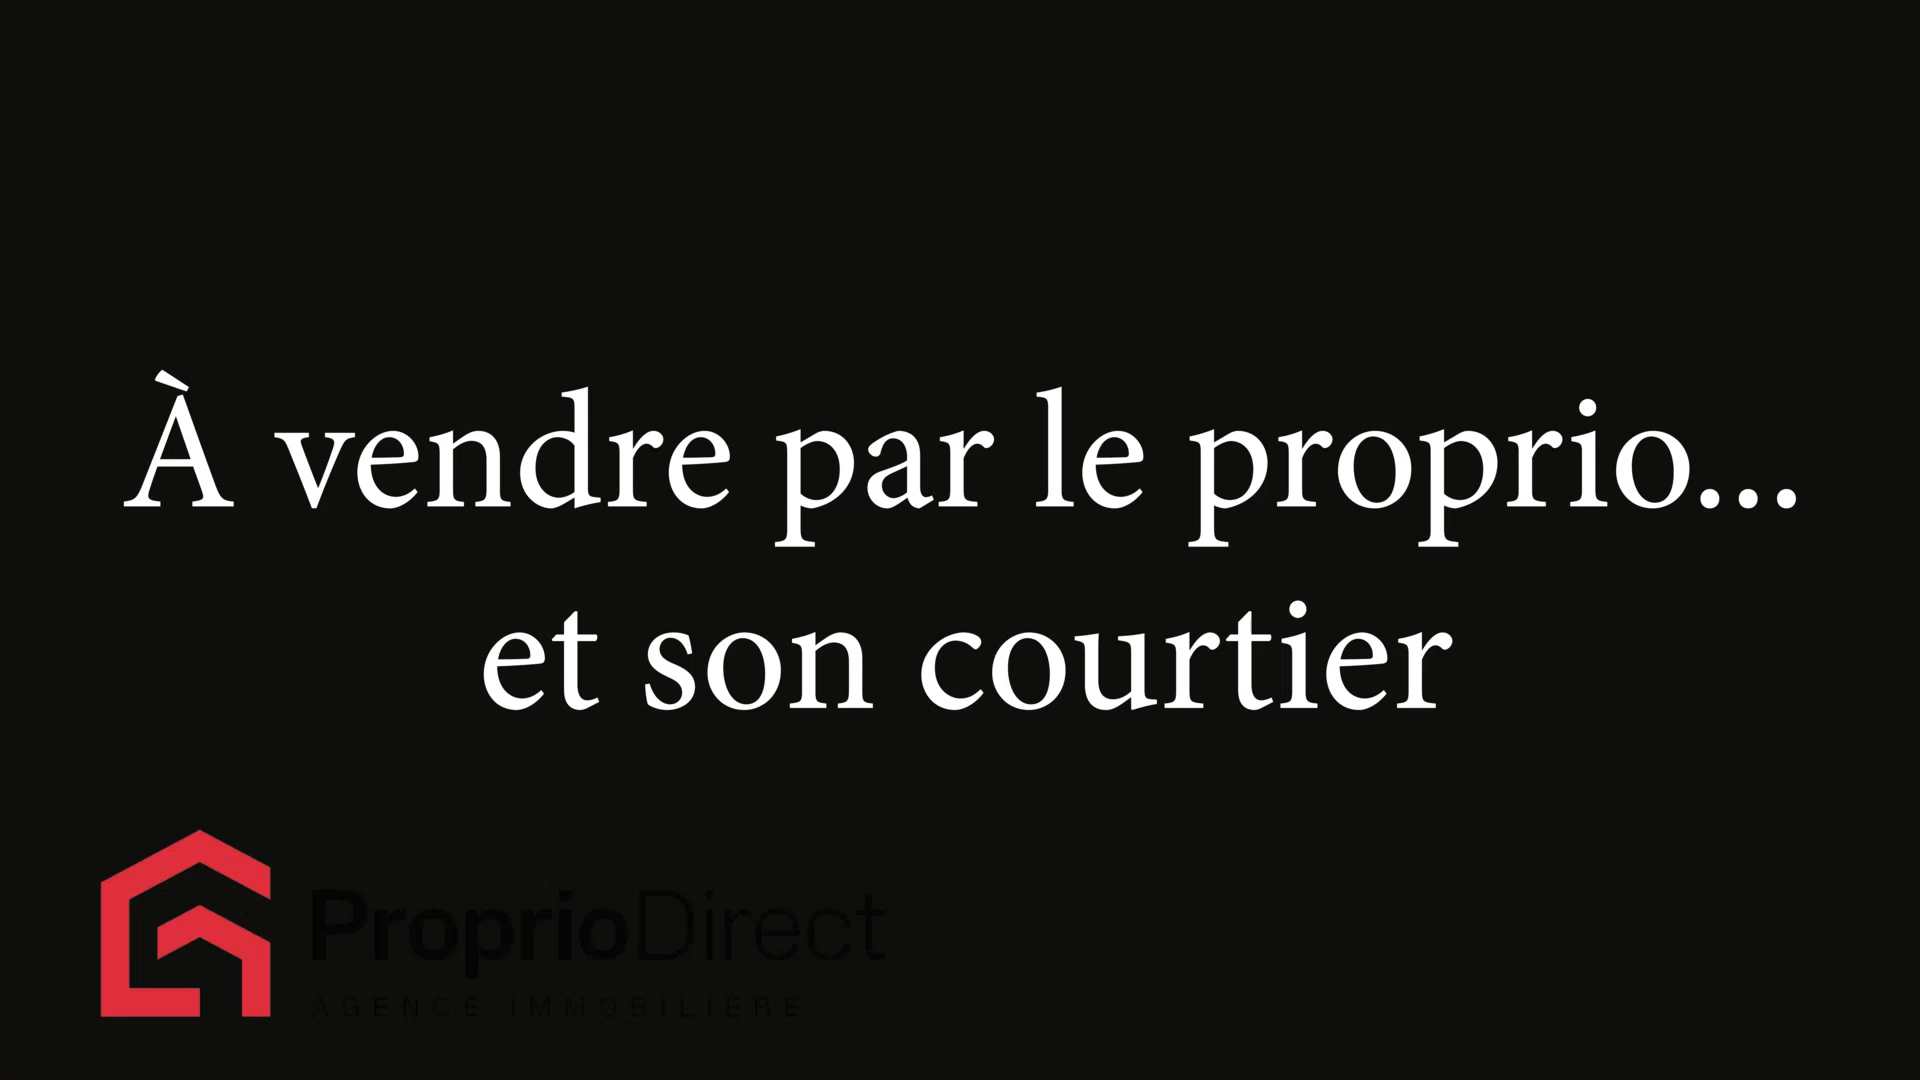 À vendre par le proprio...
et son courtier
ProprioDirect
AGENCE IMMOBILIÈRE